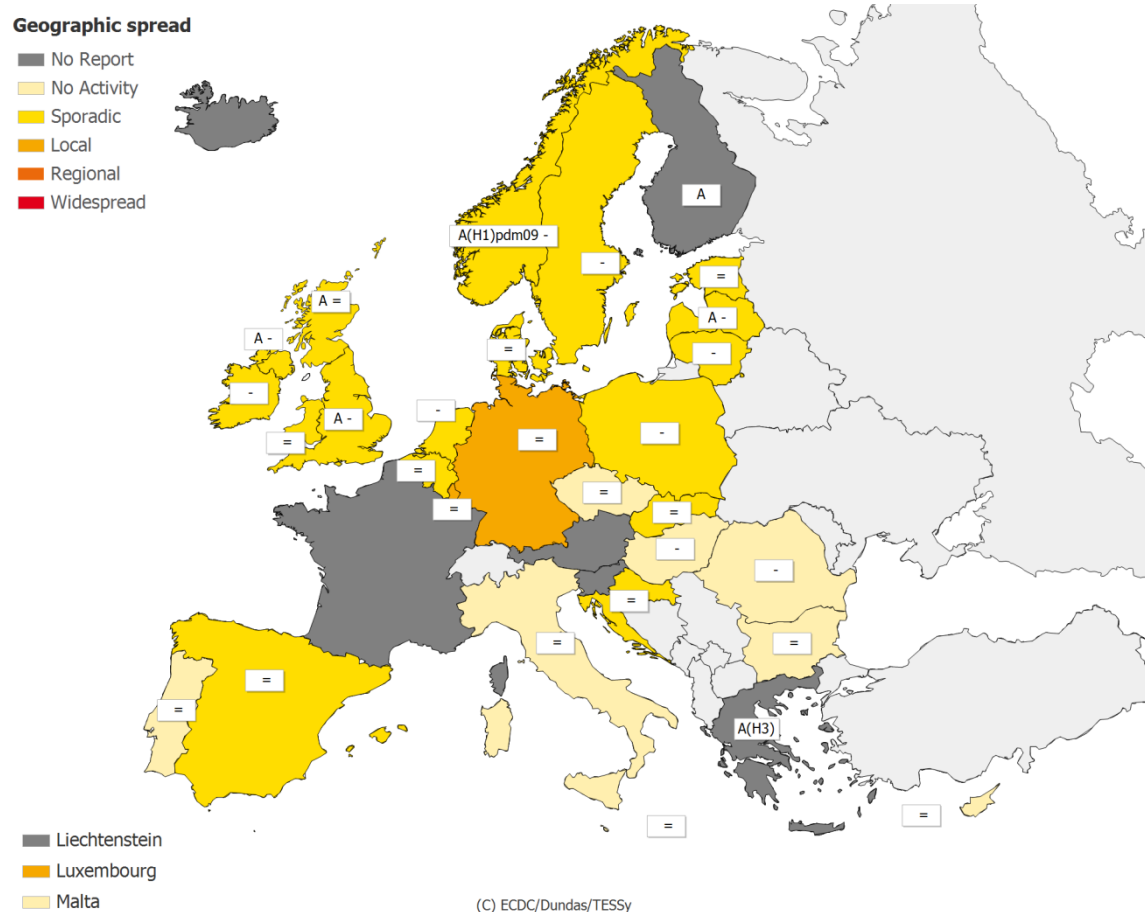 Geographic spread
No Report
No Activity
Sporadic
Local
Regional
Widespread
A
A(H1)pdm09 -
-
=
A =
A -
-
A -
=
=
-
A -
=
-
=
-
=
=
=
=
-
-
=
=
=
=
=
A(H3)
=
=
Liechtenstein
Luxembourg
Malta
(C) ECDC/Dundas/TESSy